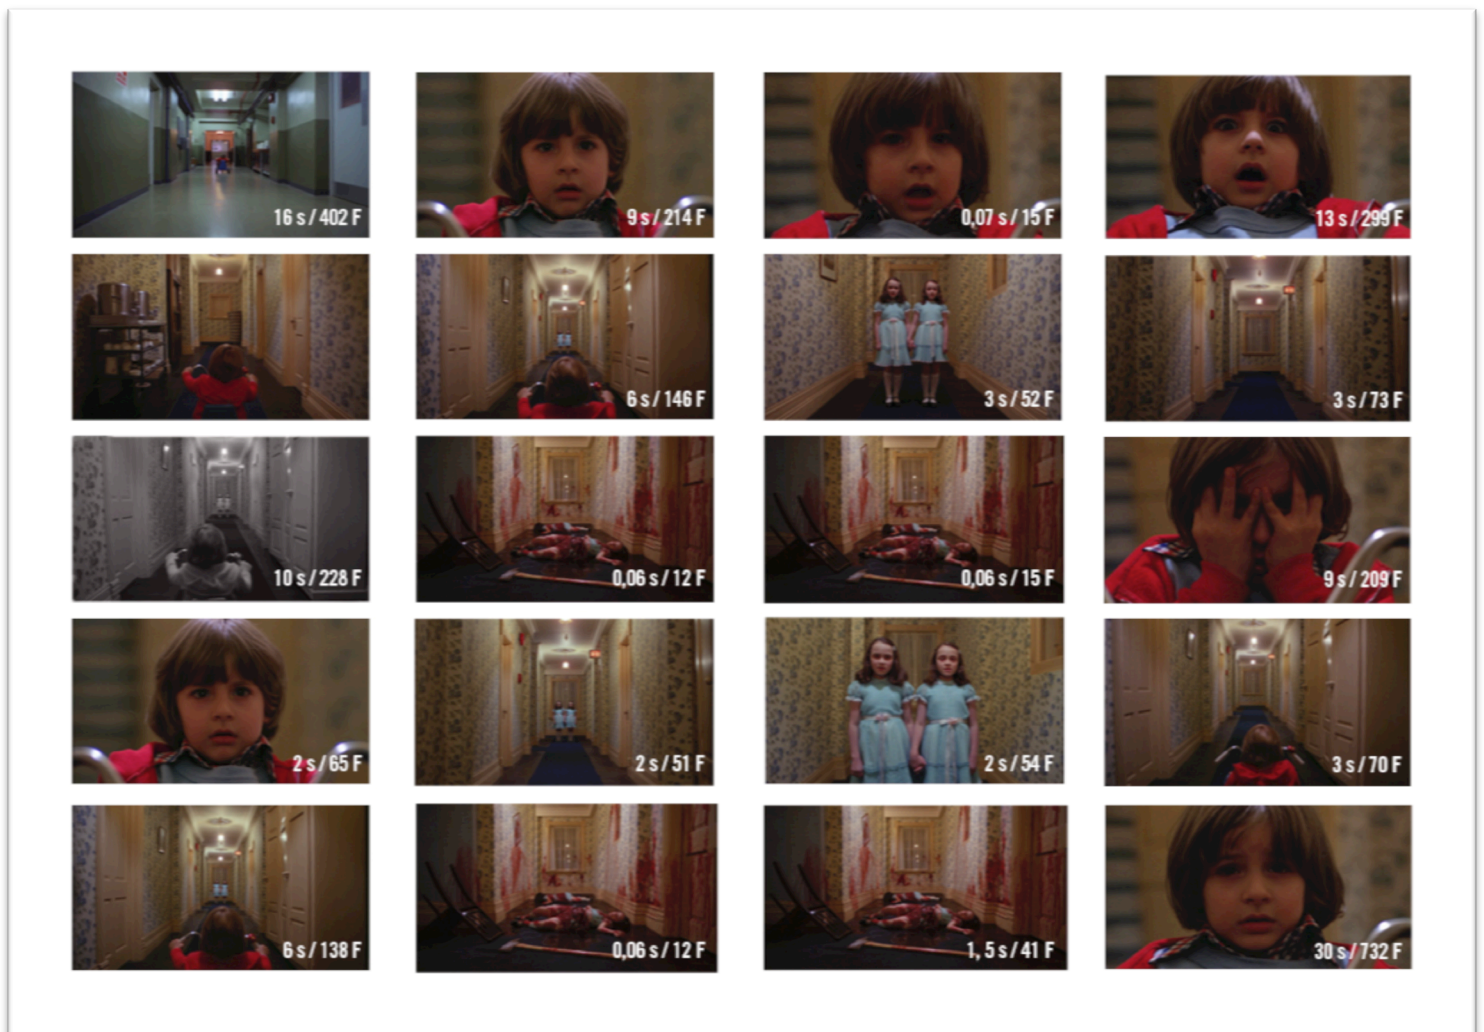 16 s / 402 F
9 s / 214 F
0,07 s / 15 F
13 s / 299 F
6 s / 146 F
3 s / 52 F
3 s / 73 F
10 s / 228 F
0,06 s / 12 F
0,06 s / 15 F
9 s / 209 F
2 s / 65 F
2 s / 51 F
2 s / 54 F
3 s / 70 F
6 s / 138 F
0,06 s / 12 F
1, 5 s / 41 F
30 s / 732 F